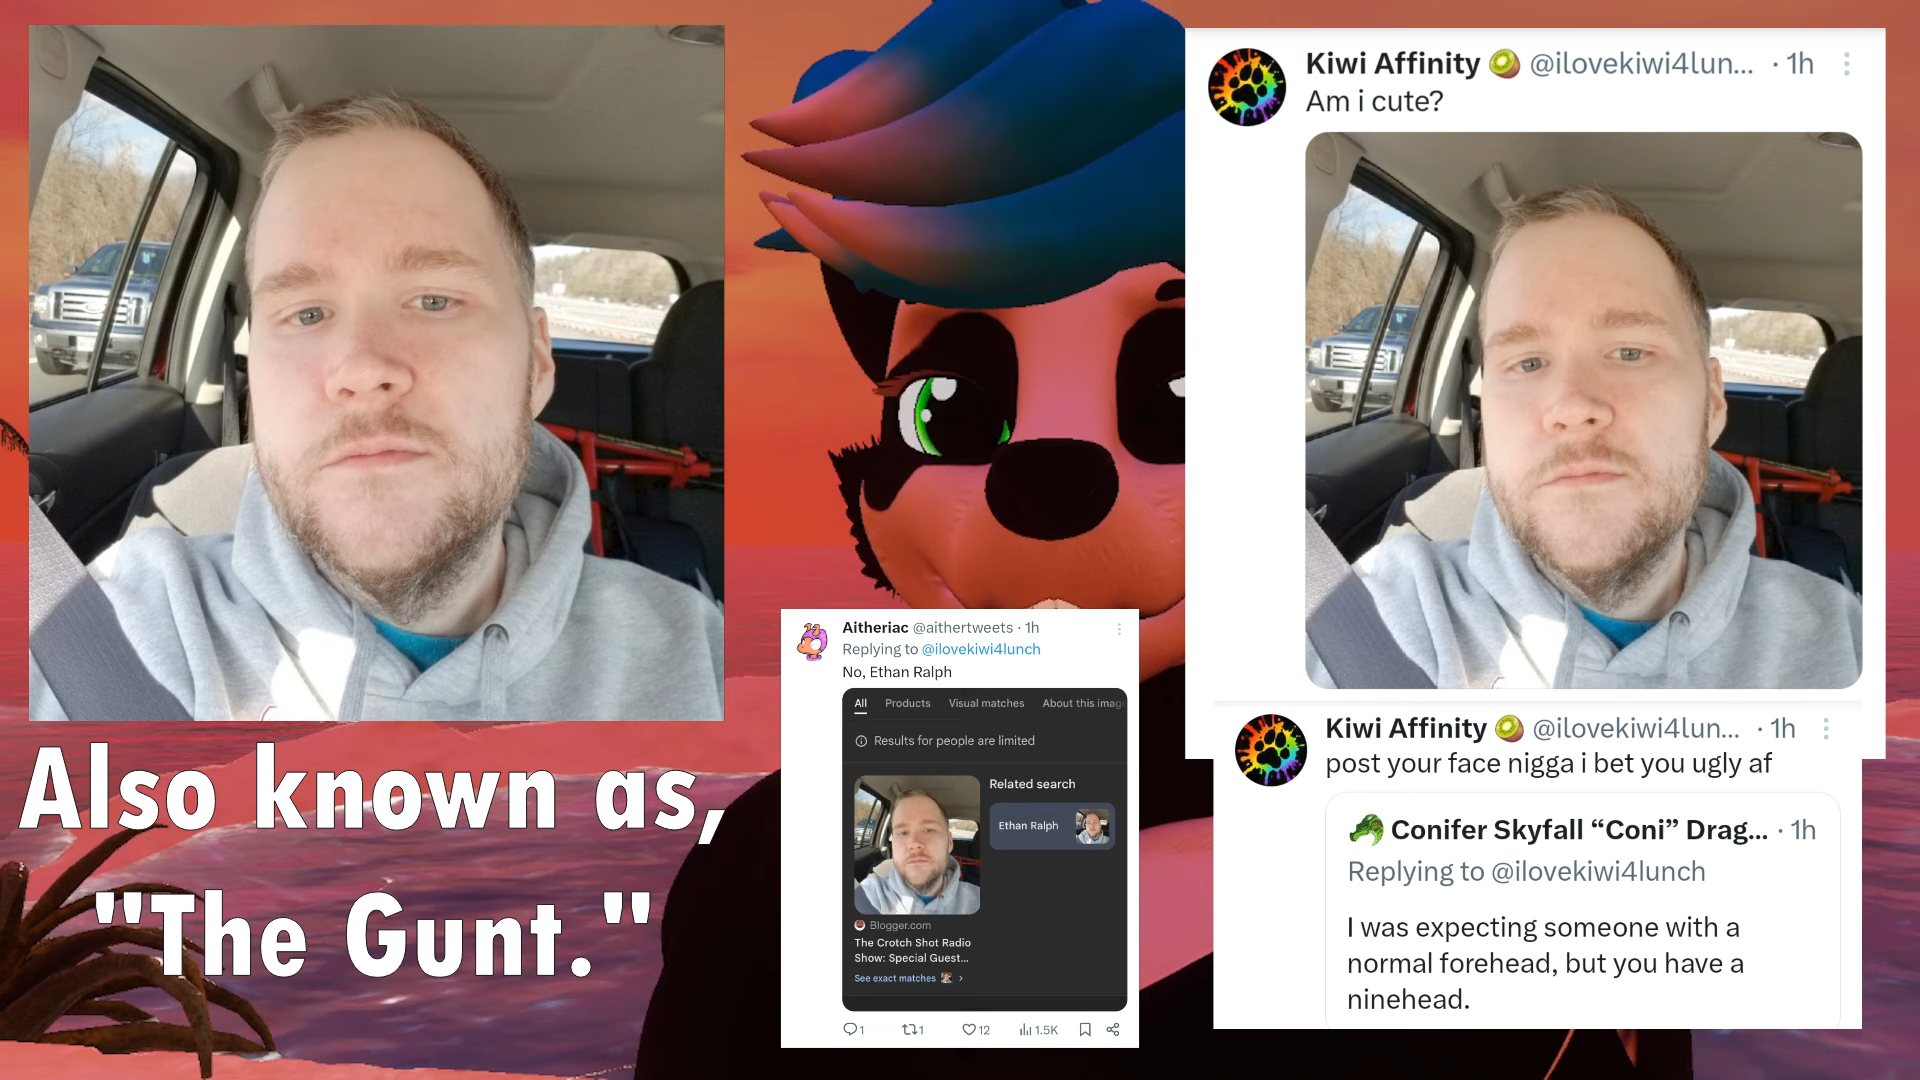 Also known as,
"The Gunt."
Aitheriac @aithertweets · 1h
Replying to @ilovekiwi4lunch
No, Ethan Ralph
All Products Visual matches About this imag
Results for people are limited
Related search
Ethan Ralph
Blogger.com
The Crotch Shot Radio
Show: Special Guest...
See exact matches
1 1 12 1.5K
Kiwi Affinity 🥝 @ilovekiwi4lun... · 1h
Am i cute?
Kiwi Affinity 🥝 @ilovekiwi4lun... · 1h
post your face nigga i bet you ugly af
Conifer Skyfall “Coni” Drag... · 1h
Replying to @ilovekiwi4lunch
I was expecting someone with a
normal forehead, but you have a
ninehead.